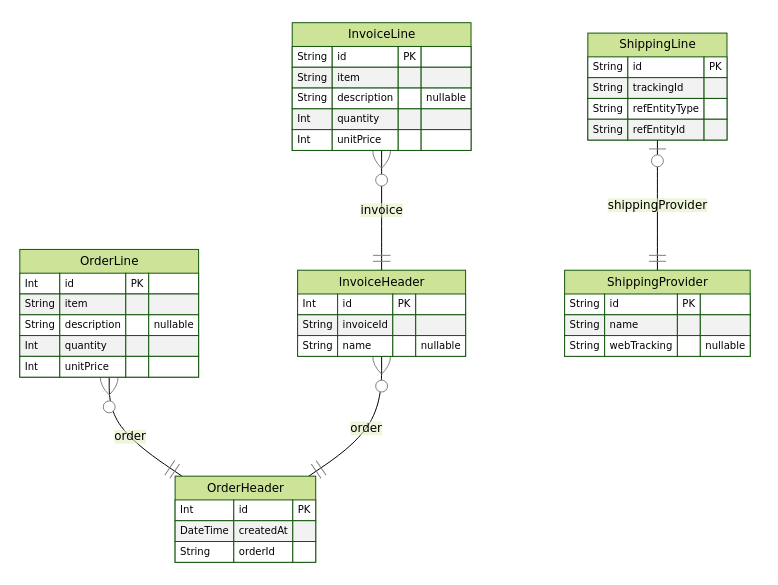 InvoiceLine
String id PK
String item
String description nullable
Int quantity
Int unitPrice
ShippingLine
String id PK
String trackingId
String refEntityType
String refEntityId
invoice
shippingProvider
OrderLine
Int id PK
String item
String description nullable
Int quantity
Int unitPrice
InvoiceHeader
Int id PK
String invoiceId
String name nullable
ShippingProvider
String id PK
String name
String webTracking nullable
order
order
OrderHeader
Int id PK
DateTime createdAt
String orderId